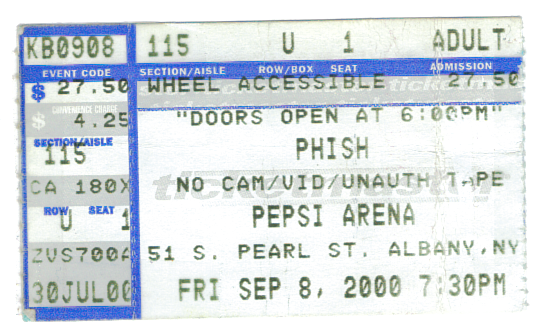 KB0908 115 U 1 ADULT
EVENT CODE SECTION/AISLE ROW/BOX SEAT ADMISSION
$ 27.50 WHEEL ACCESSIBLE 27.50
CONVENIENCE CHARGE
$ 4.25 "DOORS OPEN AT 6:00PM"
SECTION/AISLE
115 PHISH
CA 180X NO CAM/VID/UNAUTH TAPE
ROW SEAT
U 1 PEPSI ARENA
ZVS700A 51 S. PEARL ST. ALBANY,NY
30JUL00 FRI SEP 8, 2000 7:30PM